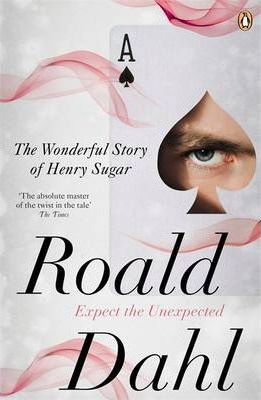 A
The Wonderful Story
of Henry Sugar
'The absolute master
of the twist in the tale'
The Times
Roald
Expect the Unexpected
Dahl